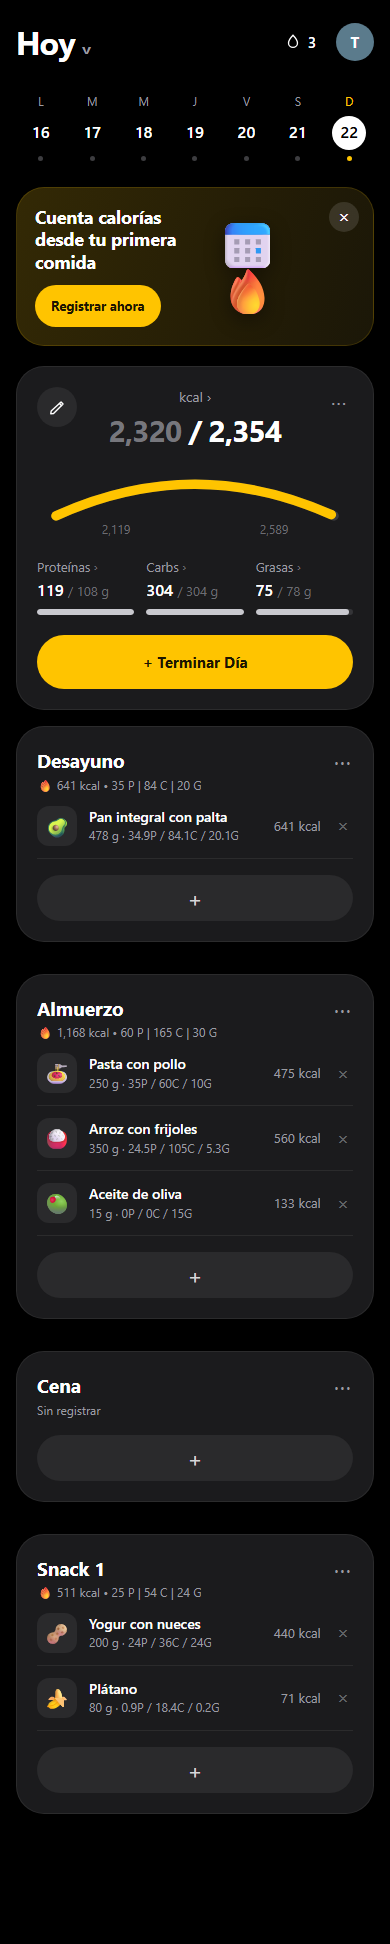 Hoy v
3
T
L M M J V S D
16 17 18 19 20 21 22
Cuenta calorías
desde tu primera
comida
×
Registrar ahora
kcal ›
...
2,320 / 2,354
2,119 2,589
Proteínas › Carbs › Grasas ›
119 / 108 g 304 / 304 g 75 / 78 g
+ Terminar Día
Desayuno ...
641 kcal • 35 P | 84 C | 20 G
Pan integral con palta
478 g · 34.9P / 84.1C / 20.1G
641 kcal ×
+
Almuerzo ...
1,168 kcal • 60 P | 165 C | 30 G
Pasta con pollo
250 g · 35P / 60C / 10G
475 kcal ×
Arroz con frijoles
350 g · 24.5P / 105C / 5.3G
560 kcal ×
Aceite de oliva
15 g · 0P / 0C / 15G
133 kcal ×
+
Cena ...
Sin registrar
+
Snack 1 ...
511 kcal • 25 P | 54 C | 24 G
Yogur con nueces
200 g · 24P / 36C / 24G
440 kcal ×
Plátano
80 g · 0.9P / 18.4C / 0.2G
71 kcal ×
+